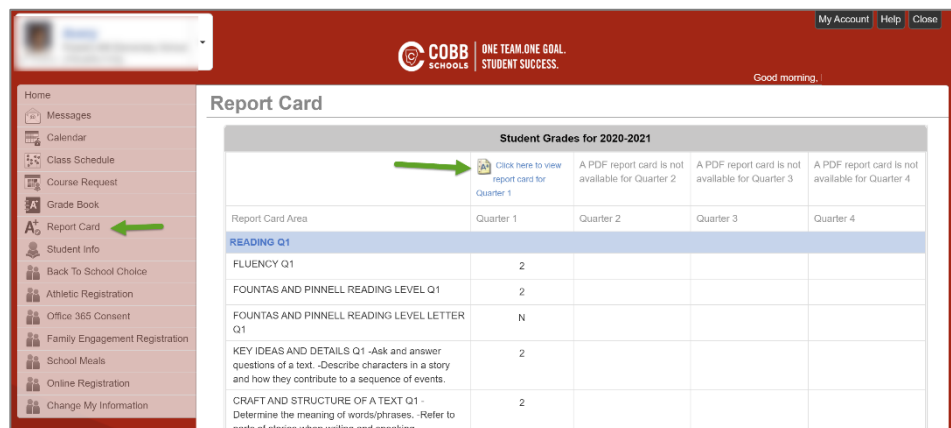 My Account Help Close
COBB
SCHOOLS
ONE TEAM.ONE GOAL.
STUDENT SUCCESS.
Good morning,
Home
Messages
Calendar
Class Schedule
Course Request
Grade Book
Report Card
Student Info
Back To School Choice
Athletic Registration
Office 365 Consent
Family Engagement Registration
School Meals
Online Registration
Change My Information
Report Card
Student Grades for 2020-2021
Click here to view
report card for
Quarter 1
A PDF report card is not
available for Quarter 2
A PDF report card is not
available for Quarter 3
A PDF report card is not
available for Quarter 4
Report Card Area Quarter 1 Quarter 2 Quarter 3 Quarter 4
READING Q1
FLUENCY Q1 2
FOUNTAS AND PINNELL READING LEVEL Q1 2
FOUNTAS AND PINNELL READING LEVEL LETTER N
Q1
KEY IDEAS AND DETAILS Q1 -Ask and answer 2
questions of a text. -Describe characters in a story
and how they contribute to a sequence of events.
CRAFT AND STRUCTURE OF A TEXT Q1 - 2
Determine the meaning of words/phrases. -Refer to
parts of stories when writing and speaking